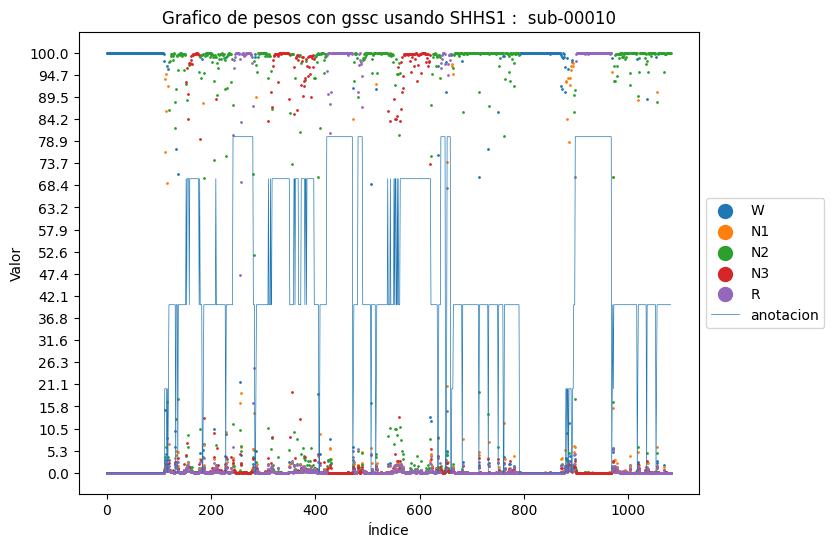 Grafico de pesos con gssc usando SHHS1 :  sub-00010
100.0
94.7
89.5
84.2
78.9
73.7
68.4
63.2
57.9
52.6
47.4
42.1
36.8
31.6
26.3
21.1
15.8
10.5
5.3
0.0
Valor
0 200 400 600 800 1000
Índice
W
N1
N2
N3
R
anotacion